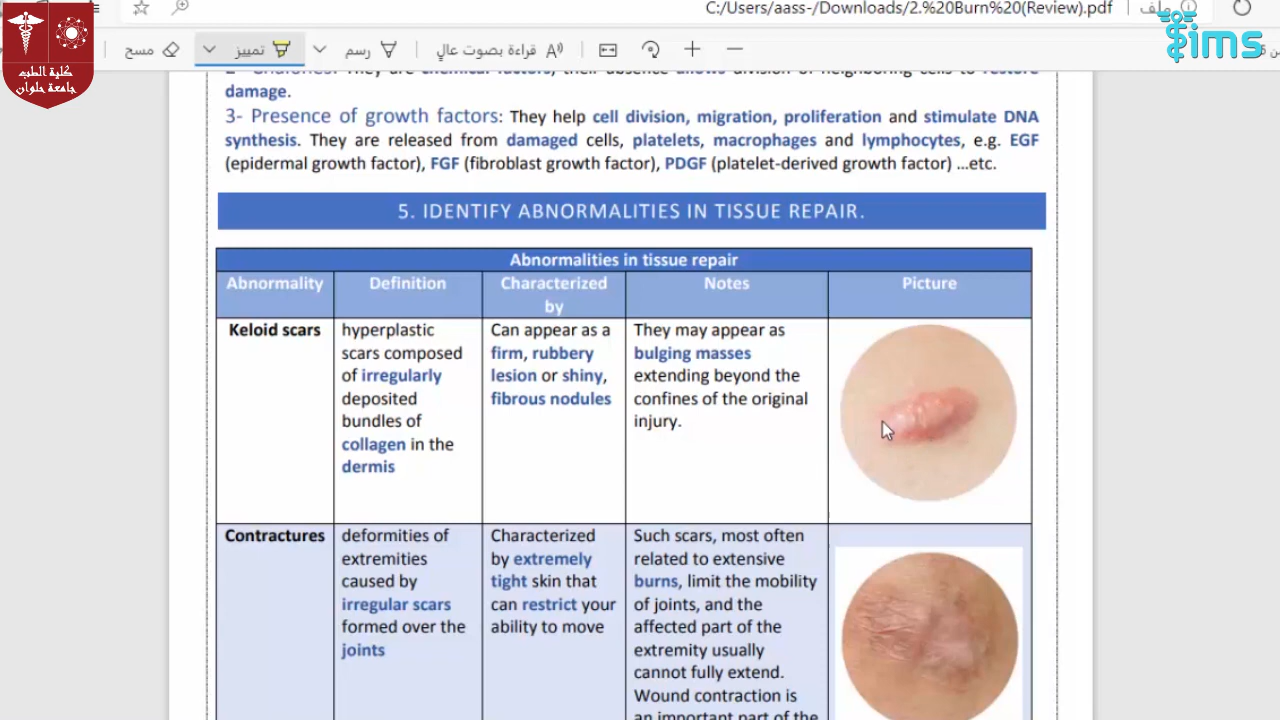 C:/Users/aass-/Downloads/2.%20Burn%20(Review).pdf
ملف
ims
كلية الطب
جامعة حلوان
مسح
تمييز
رسم
قراءة بصوت عالٍ
damage.
3- Presence of growth factors: They help cell division, migration, proliferation and stimulate DNA
synthesis. They are released from damaged cells, platelets, macrophages and lymphocytes, e.g. EGF
(epidermal growth factor), FGF (fibroblast growth factor), PDGF (platelet-derived growth factor) …etc.
5. IDENTIFY ABNORMALITIES IN TISSUE REPAIR.
Abnormalities in tissue repair
Abnormality
Definition
Characterized
by
Notes
Picture
Keloid scars
hyperplastic
scars composed
of irregularly
deposited
bundles of
collagen in the
dermis
Can appear as a
firm, rubbery
lesion or shiny,
fibrous nodules
They may appear as
bulging masses
extending beyond the
confines of the original
injury.
Contractures
deformities of
extremities
caused by
irregular scars
formed over the
joints
Characterized
by extremely
tight skin that
can restrict your
ability to move
Such scars, most often
related to extensive
burns, limit the mobility
of joints, and the
affected part of the
extremity usually
cannot fully extend.
Wound contraction is
an important part of the